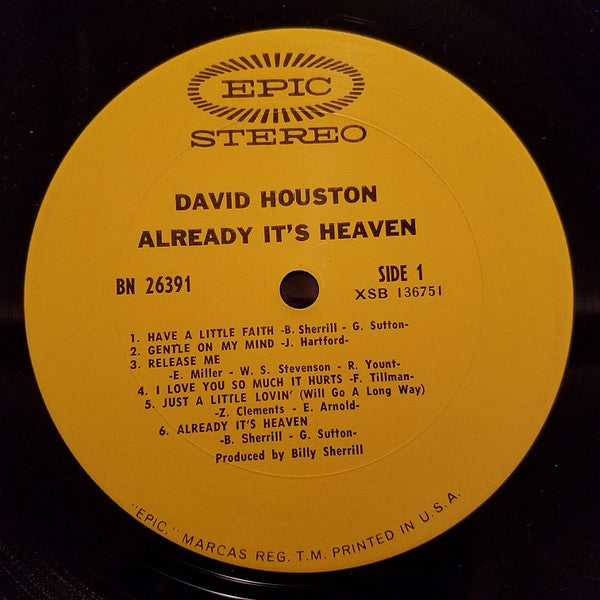 EPIC
STEREO
DAVID HOUSTON
ALREADY IT'S HEAVEN
BN 26391
SIDE 1
XSB 136751
1. HAVE A LITTLE FAITH -B. Sherrill - G. Sutton-
2. GENTLE ON MY MIND -J. Hartford-
3. RELEASE ME
-E. Miller - W. S. Stevenson - R. Yount-
4. I LOVE YOU SO MUCH IT HURTS -F. Tillman-
5. JUST A LITTLE LOVIN' (Will Go A Long Way)
-Z. Clements - E. Arnold-
6. ALREADY IT'S HEAVEN
-B. Sherrill - G. Sutton-
Produced by Billy Sherrill
"EPIC," MARCAS REG. T.M. PRINTED IN U.S.A.